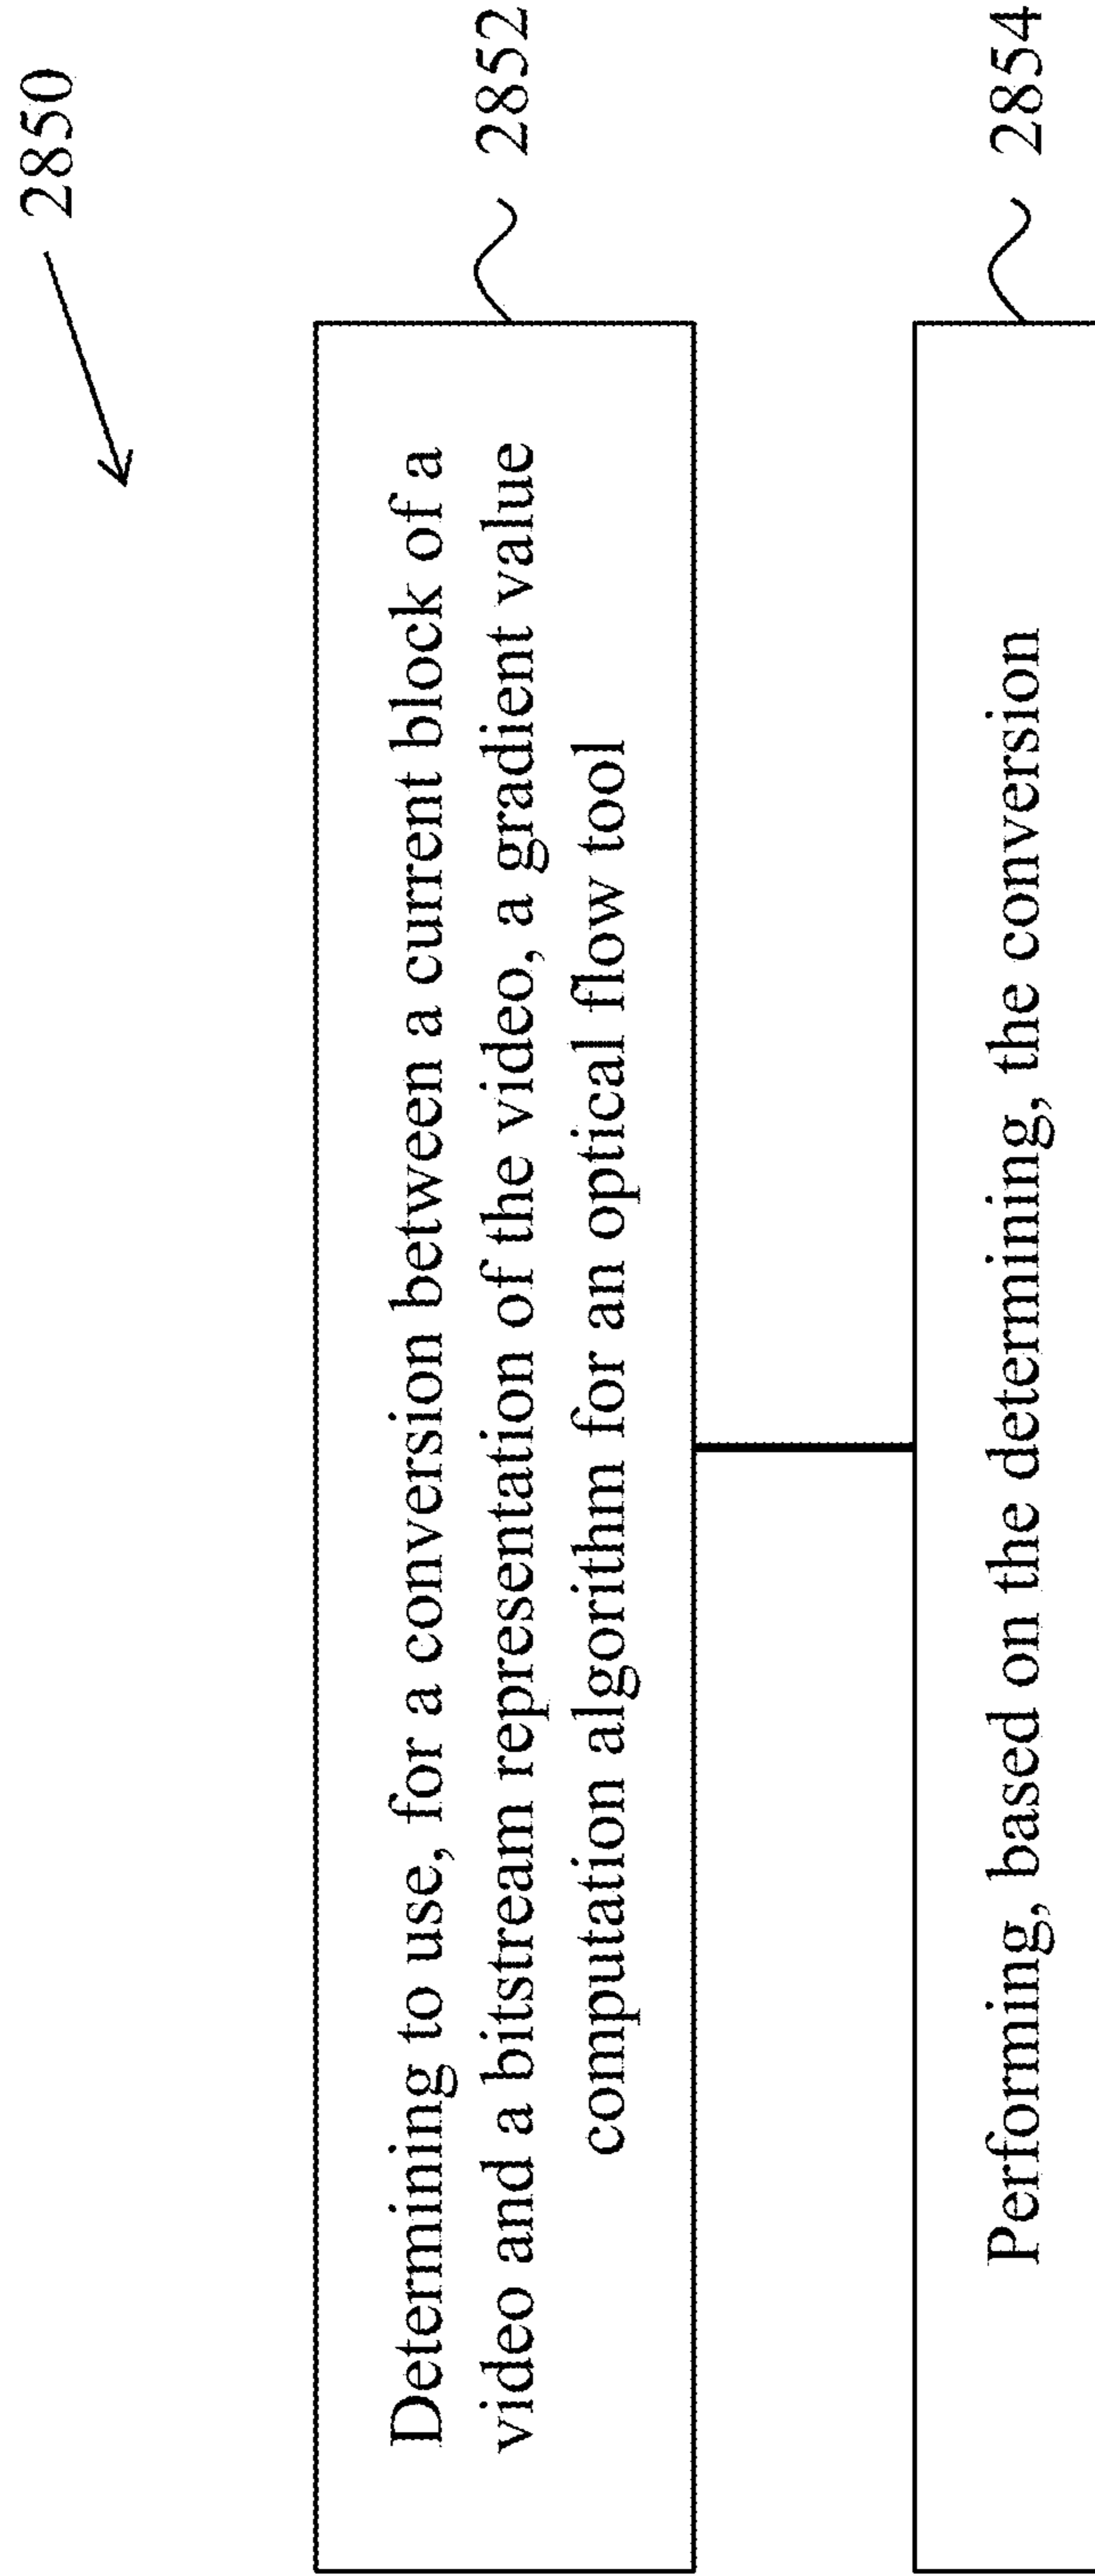 2850
Determining to use, for a conversion between a current block of a
video and a bitstream representation of the video, a gradient value
computation algorithm for an optical flow tool
2852
Performing, based on the determining, the conversion
2854